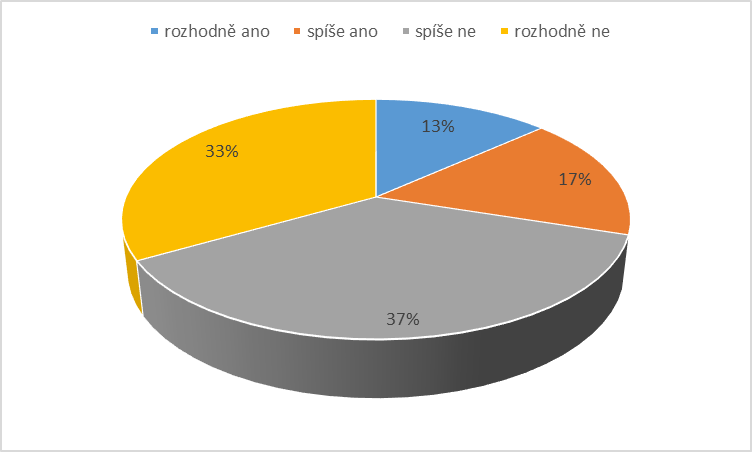 rozhodně ano spíše ano spíše ne rozhodně ne
13%
33%
17%
37%